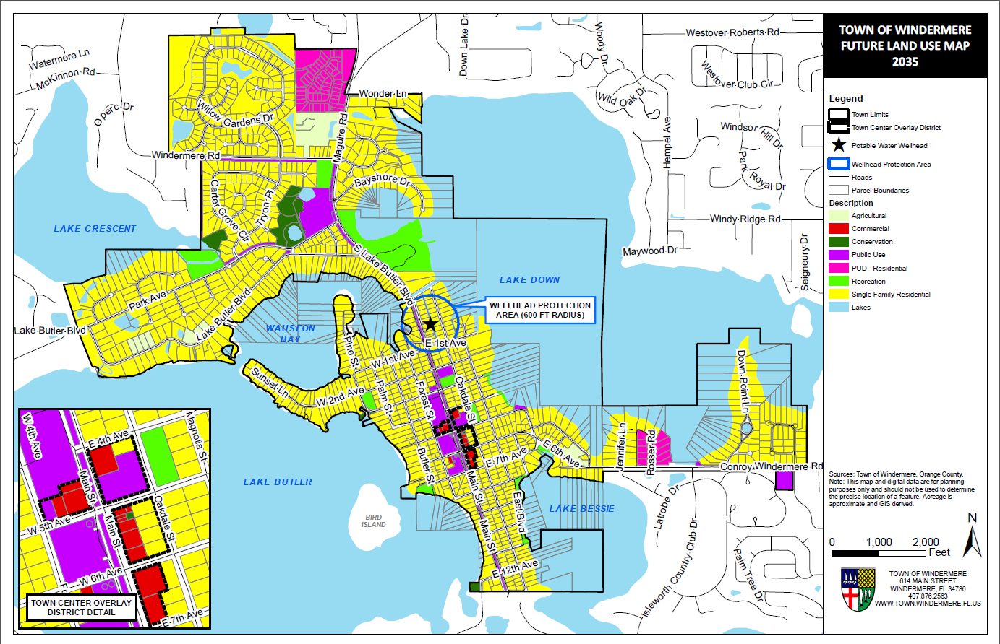 TOWN OF WINDERMERE
FUTURE LAND USE MAP
2035
Legend
Town Limits
Town Center Overlay District
Potable Water Wellhead
Wellhead Protection Area
Roads
Parcel Boundaries
Description
Agricultural
Commercial
Conservation
Public Use
PUD - Residential
Recreation
Single Family Residential
Lakes
Sources: Town of Windermere, Orange County.
Note: This map and digital data are for planning
purposes only and should not be used to determine
the precise location of a feature. Acreage is
approximate and GIS derived.
N
0 1,000 2,000
Feet
TOWN OF WINDERMERE
614 MAIN STREET
WINDERMERE, FL 34786
407.876.2563
WWW.TOWN.WINDERMERE.FL.US
Watermere Ln
McKinnon Rd
Operc Dr
Down Lake Dr
Woody Dr
Westover Roberts Rd
Westover Club Cir
Wild Oak Dr
Wonder Ln
Willow Gardens Dr
Maguire Rd
Hempel Ave
Windsor Hill Dr
Park Royal Dr
Windermere Rd
Bayshore Dr
Carter Grove Cir
Tryon Pl
Windy Ridge Rd
LAKE CRESCENT
Maywood Dr
Seigneury Dr
S Lake Butler Blvd
LAKE DOWN
Park Ave
Lake Butler Blvd
Lake Butler Blvd
WELLHEAD PROTECTION
AREA (600 FT RADIUS)
WAUSEON
BAY
Pine St
E 1st Ave
W 1st Ave
Sunset Ln
W 2nd Ave
Palm St
Forest St
Oakdale St
Down Point Ln
Jennifer Ln
Rosser Rd
E 6th Ave
E 7th Ave
Conroy Windermere Rd
Butler St
Main St
East Blvd
Main St
E 12th Ave
LAKE BUTLER
BIRD
ISLAND
LAKE BESSIE
Latrobe Dr
Isleworth Country Club Dr
Palm Tree Dr
W 4th Ave
E 4th Ave
Magnolia St
Main St
Oakdale St
W 5th Ave
Main St
W 6th Ave
Fo
E 7th Ave
TOWN CENTER OVERLAY
DISTRICT DETAIL